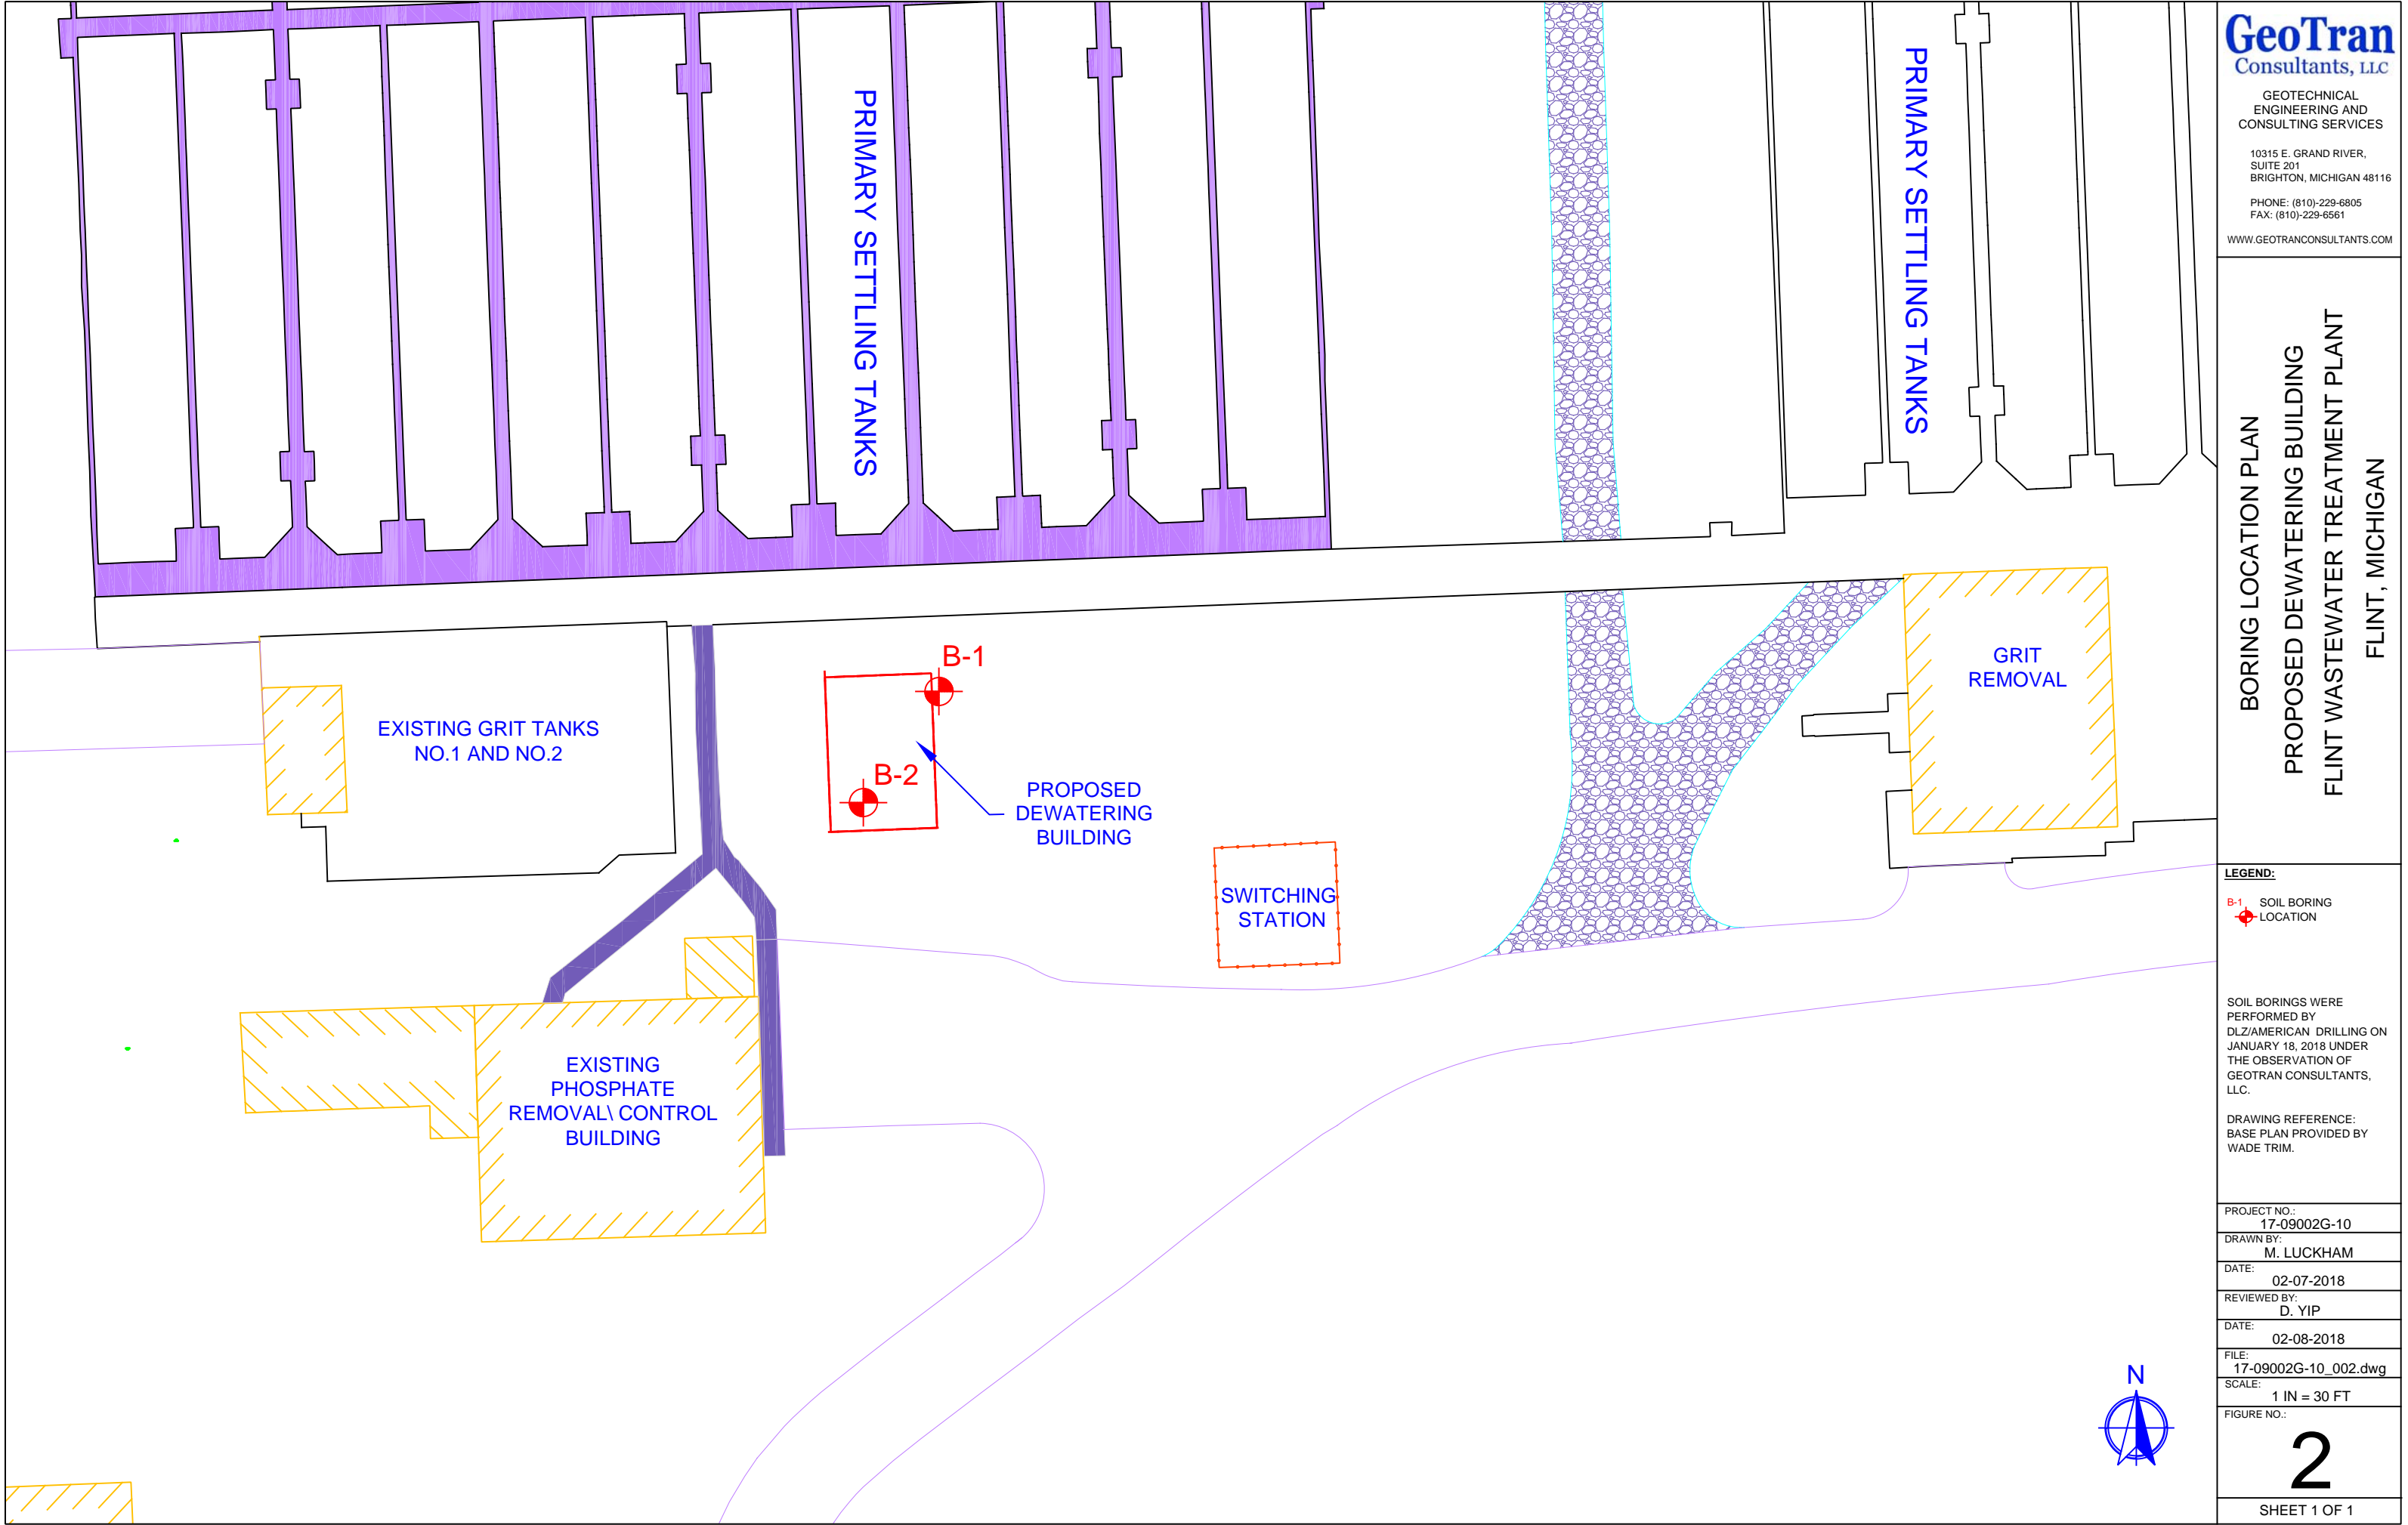 PRIMARY SETTLING TANKS
PRIMARY SETTLING TANKS
B-1
GRIT
REMOVAL
EXISTING GRIT TANKS
NO.1 AND NO.2
B-2
PROPOSED
DEWATERING
BUILDING
SWITCHING
STATION
EXISTING
PHOSPHATE
REMOVAL\ CONTROL
BUILDING
N
GeoTran
Consultants, LLC
GEOTECHNICAL
ENGINEERING AND
CONSULTING SERVICES
10315 E. GRAND RIVER,
SUITE 201
BRIGHTON, MICHIGAN 48116
PHONE: (810)-229-6805
FAX: (810)-229-6561
WWW.GEOTRANCONSULTANTS.COM
BORING LOCATION PLAN
PROPOSED DEWATERING BUILDING
FLINT WASTEWATER TREATMENT PLANT
FLINT, MICHIGAN
LEGEND:
B-1 SOIL BORING
LOCATION
SOIL BORINGS WERE
PERFORMED BY
DLZ/AMERICAN DRILLING ON
JANUARY 18, 2018 UNDER
THE OBSERVATION OF
GEOTRAN CONSULTANTS,
LLC.
DRAWING REFERENCE:
BASE PLAN PROVIDED BY
WADE TRIM.
PROJECT NO.:
17-09002G-10
DRAWN BY:
M. LUCKHAM
DATE:
02-07-2018
REVIEWED BY:
D. YIP
DATE:
02-08-2018
FILE:
17-09002G-10_002.dwg
SCALE:
1 IN = 30 FT
FIGURE NO.:
2
SHEET 1 OF 1